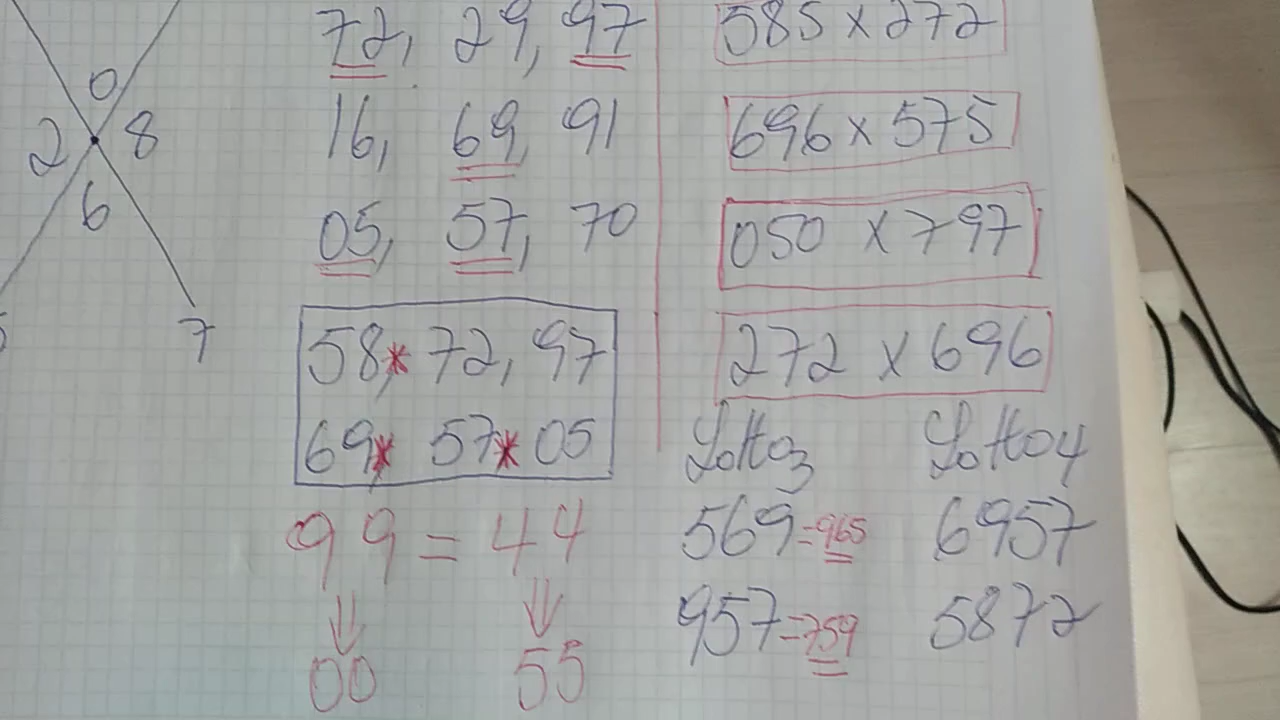 0
2 8
6
7
72, 29, 97
16, 69, 91
05, 57, 70
58,* 72, 97
69,* 57* 05
99 = 44
00 55
585 x 272
696 x 575
050 x 797
272 x 696
Lotto3 Lotto4
569=965 6957
957=759 5872